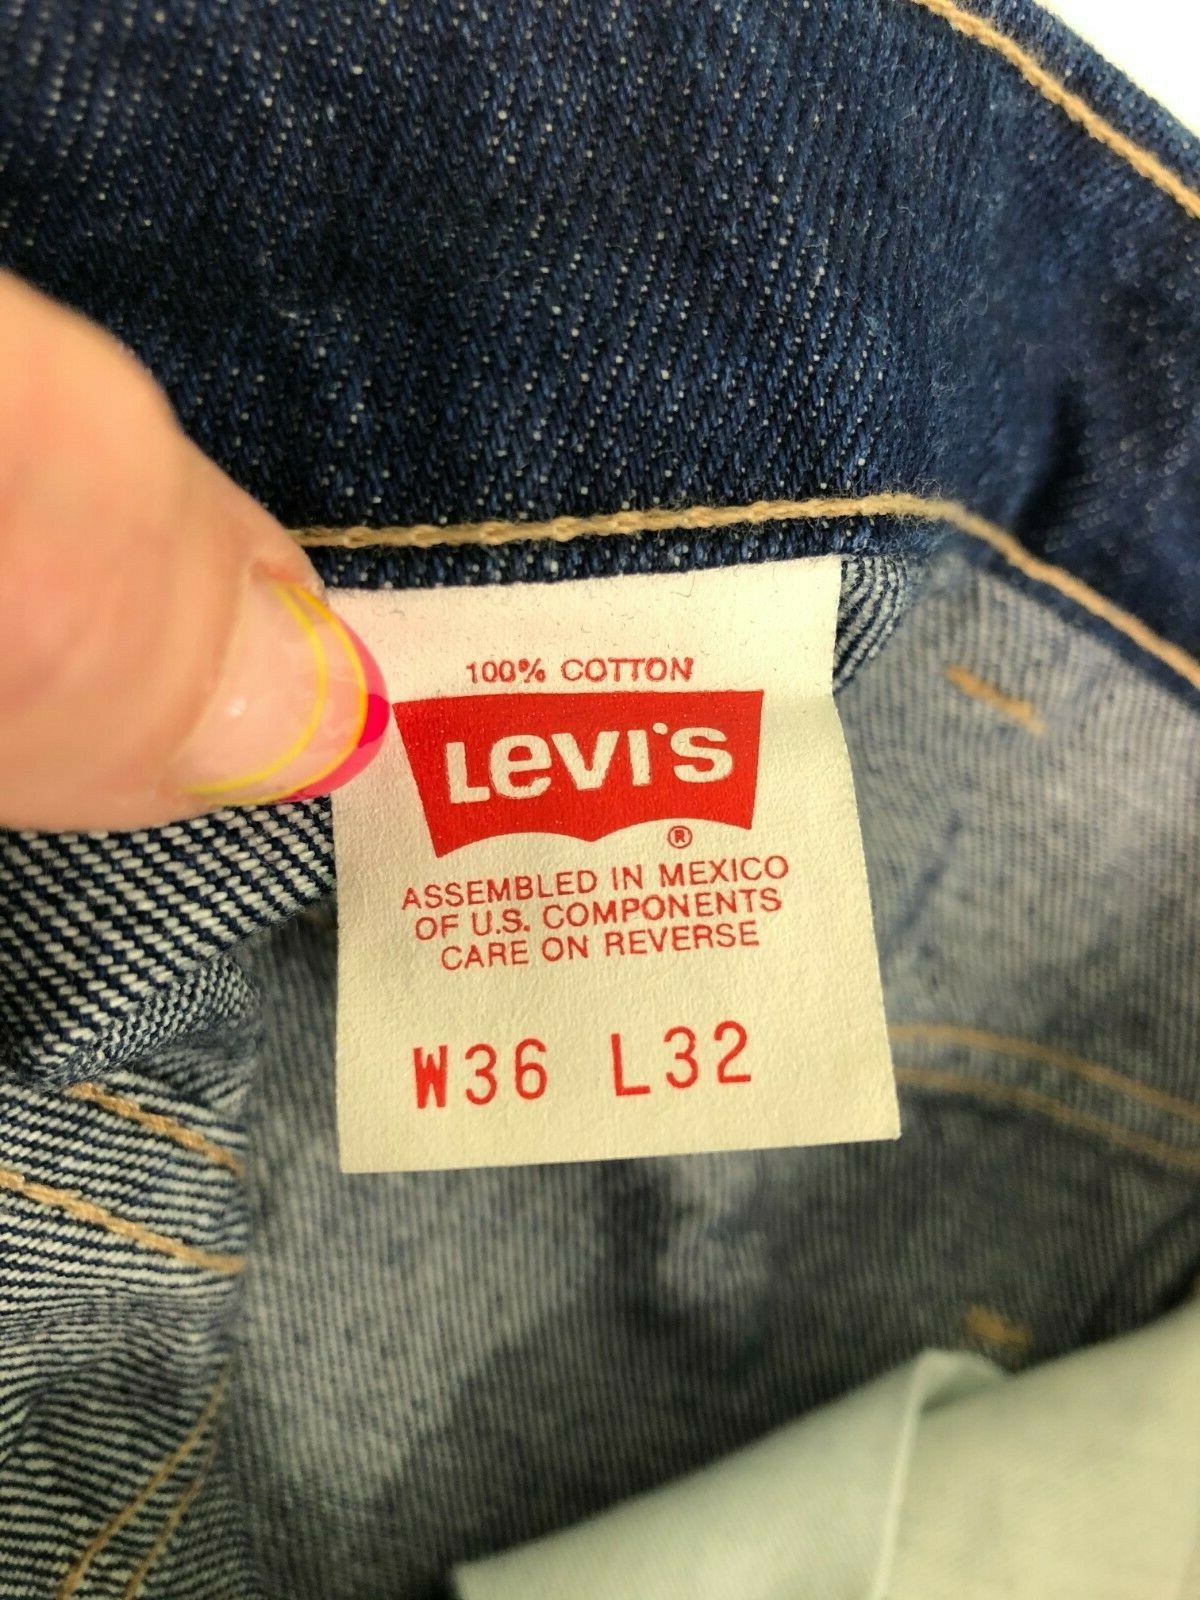 100% COTTON
Levi's
®
ASSEMBLED IN MEXICO
OF U.S. COMPONENTS
CARE ON REVERSE
W36 L32